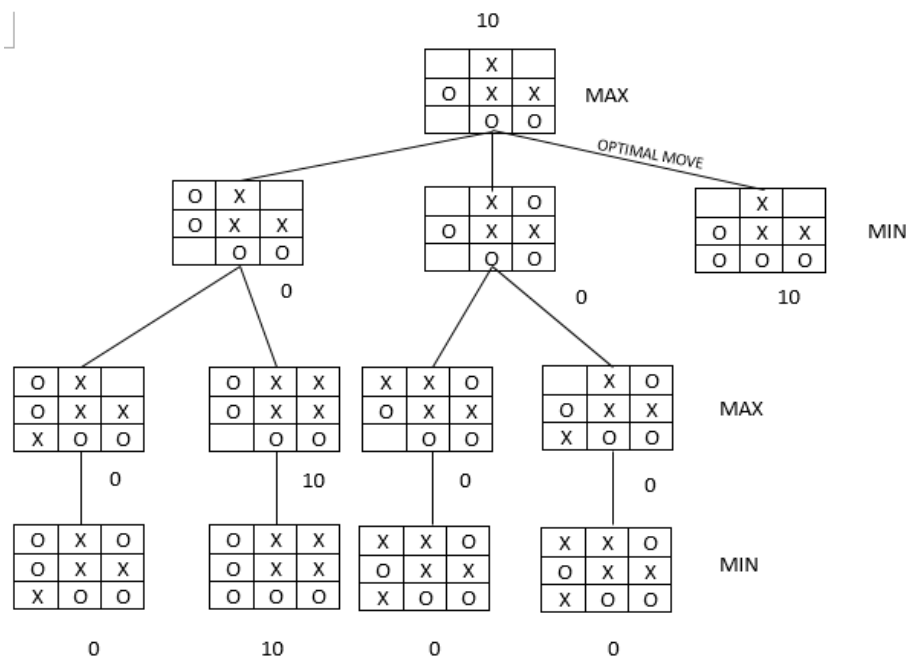 10
X
O X X
O O
MAX
OPTIMAL MOVE
O X
O X X
O O
0
X O
O X X
O O
0
X
O X X
O O O
10
MIN
O X
O X X
X O O
0
O X X
O X X
O O
10
X X O
O X X
O O
0
X O
O X X
X O O
0
MAX
O X O
O X X
X O O
0
O X X
O X X
O O O
10
X X O
O X X
X O O
0
X X O
O X X
X O O
0
MIN